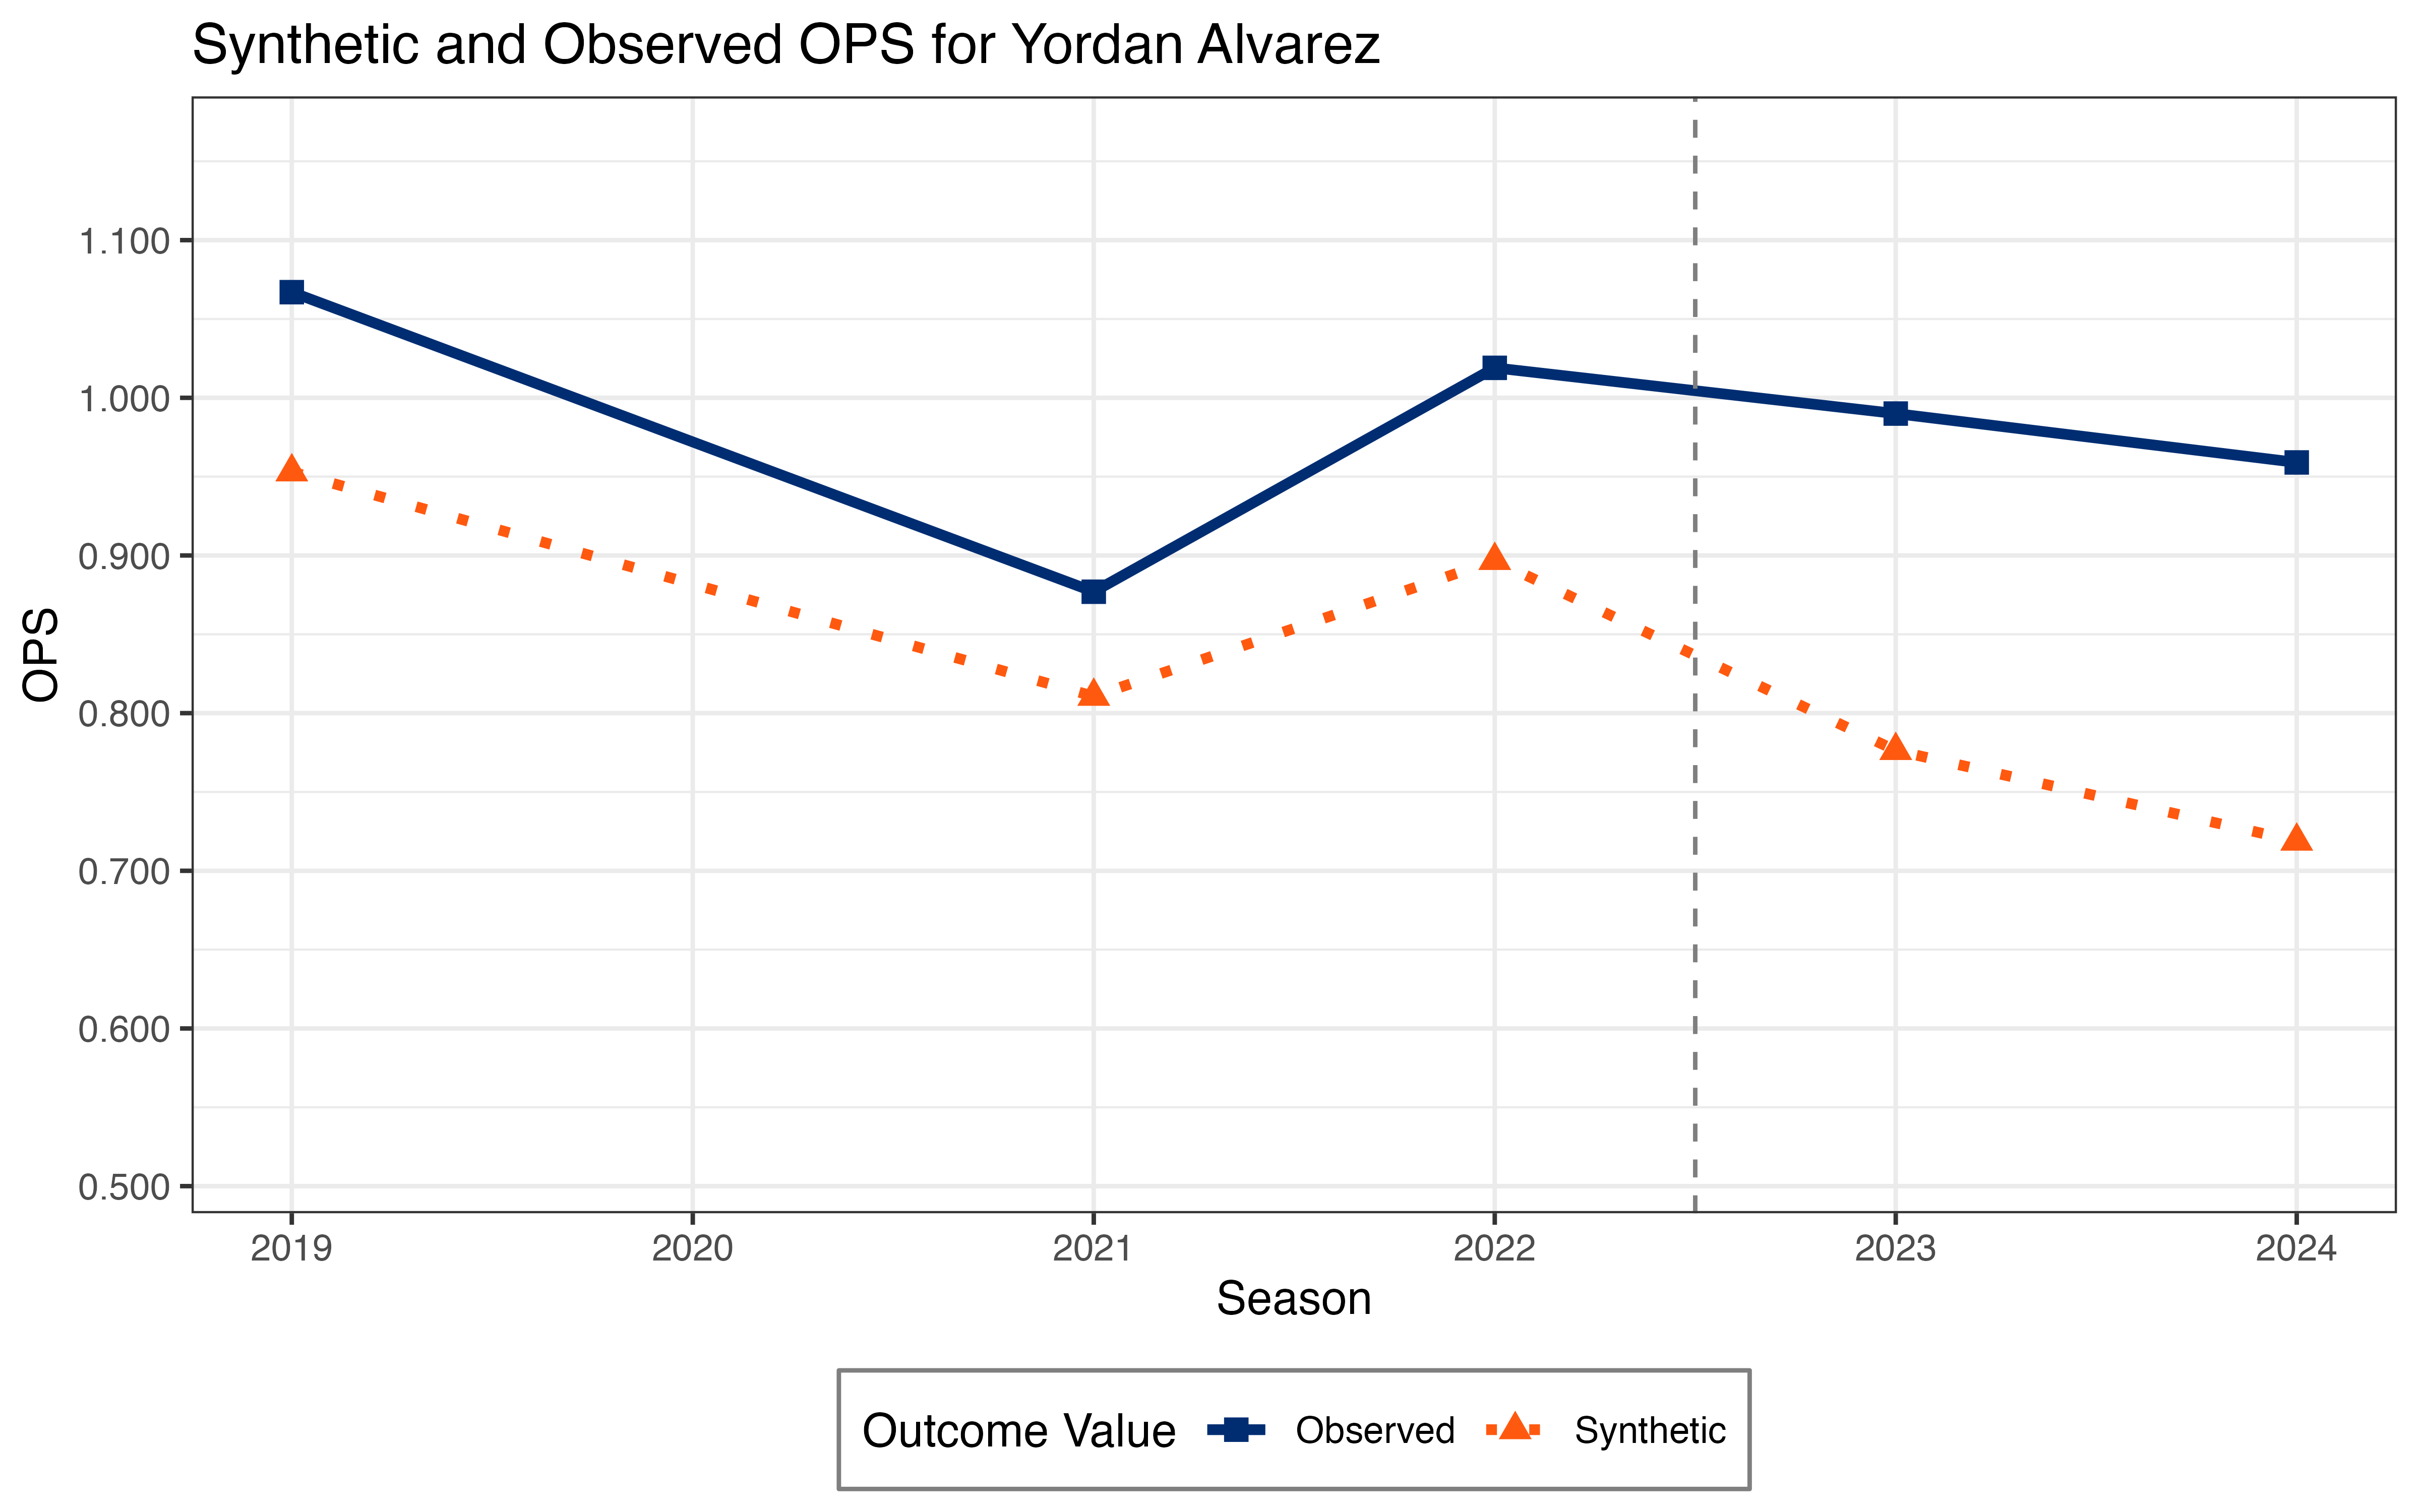 Synthetic and Observed OPS for Yordan Alvarez
OPS
1.100
1.000
0.900
0.800
0.700
0.600
0.500
2019 2020 2021 2022 2023 2024
Season
Outcome Value Observed Synthetic